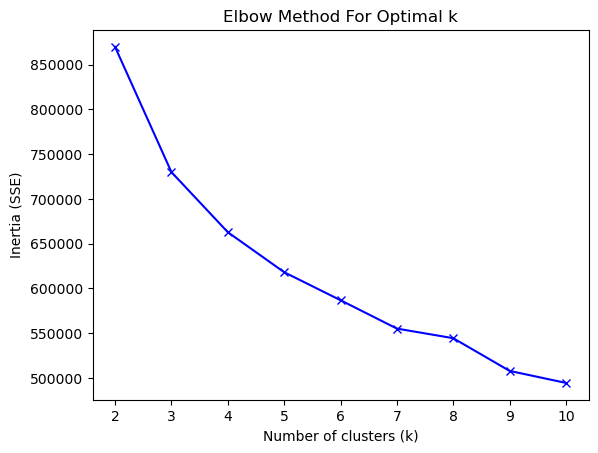 Elbow Method For Optimal k
Inertia (SSE)
850000
800000
750000
700000
650000
600000
550000
500000
2 3 4 5 6 7 8 9 10
Number of clusters (k)